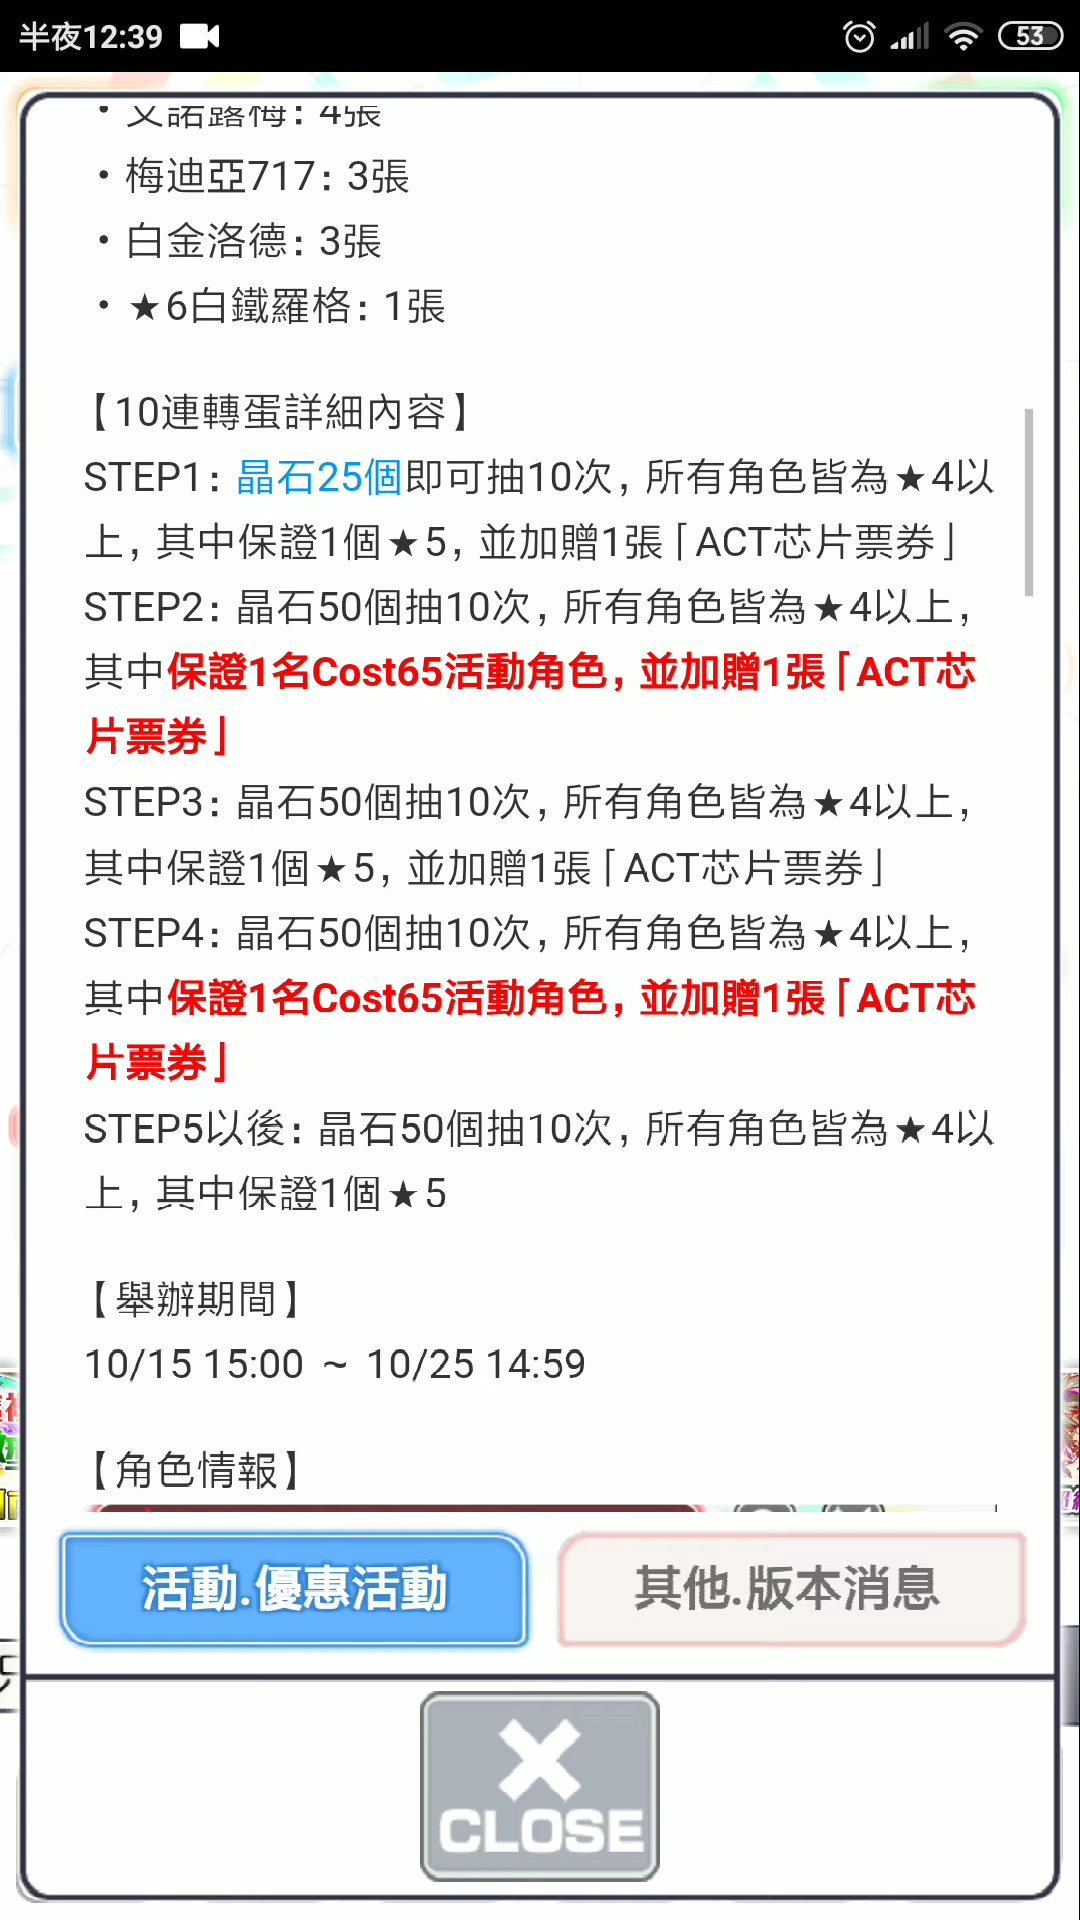 半夜12:39
53
諾露梅：4張
・梅迪亞717：3張
・白金洛德：3張
・★6白鐵羅格：1張
【10連轉蛋詳細內容】
STEP1：晶石25個即可抽10次，所有角色皆為★4以
上，其中保證1個★5，並加贈1張「ACT芯片票券」
STEP2：晶石50個抽10次，所有角色皆為★4以上，
其中保證1名Cost65活動角色，並加贈1張「ACT芯
片票券」
STEP3：晶石50個抽10次，所有角色皆為★4以上，
其中保證1個★5，並加贈1張「ACT芯片票券」
STEP4：晶石50個抽10次，所有角色皆為★4以上，
其中保證1名Cost65活動角色，並加贈1張「ACT芯
片票券」
STEP5以後：晶石50個抽10次，所有角色皆為★4以
上，其中保證1個★5
【舉辦期間】
10/15 15:00 ～ 10/25 14:59
【角色情報】
活動.優惠活動
其他.版本消息
CLOSE